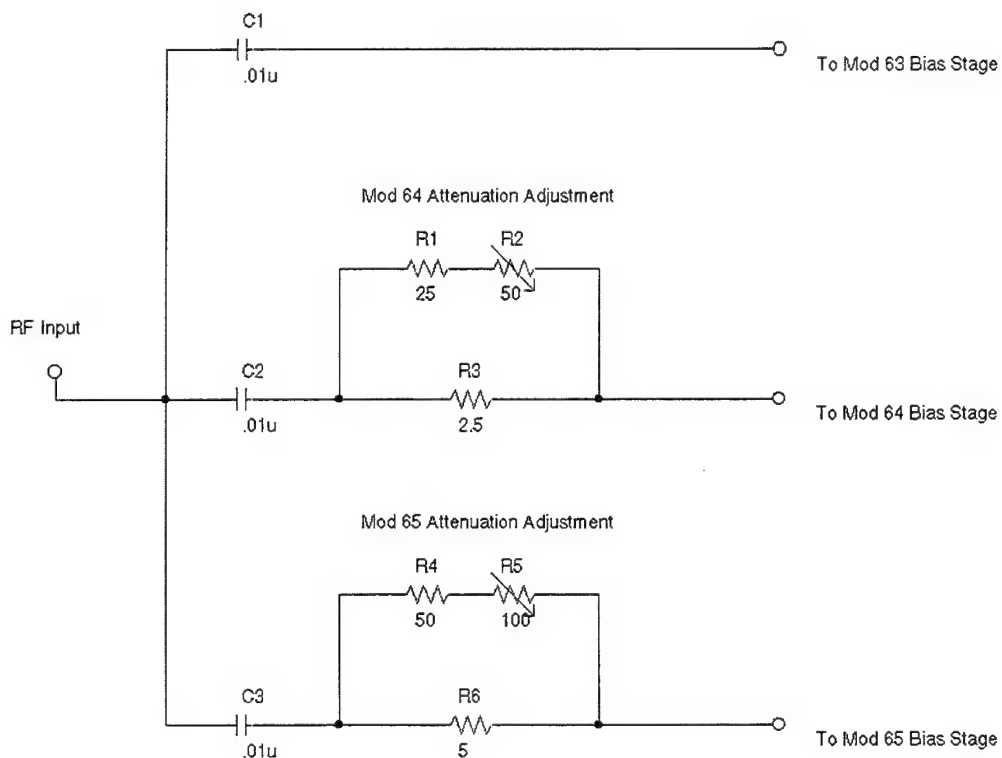 C1
.01u
To Mod 63 Bias Stage
Mod 64 Attenuation Adjustment
R1
R2
25
50
RF Input
C2
R3
.01u
2.5
To Mod 64 Bias Stage
Mod 65 Attenuation Adjustment
R4
R5
50
100
C3
R6
.01u
5
To Mod 65 Bias Stage